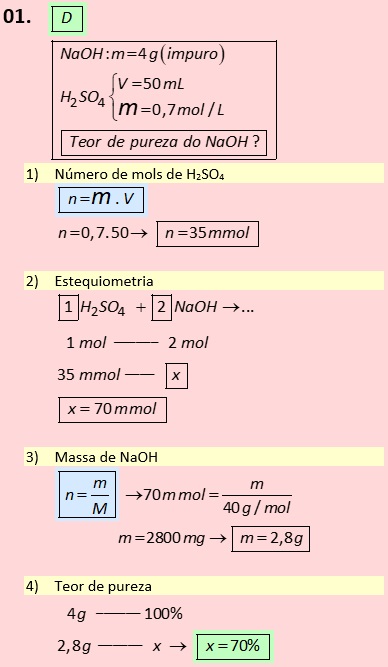 01. D
NaOH : m = 4 g (impuro)
H₂SO₄ { V = 50 mL
m = 0,7 mol / L
Teor de pureza do NaOH ?
1) Número de mols de H₂SO₄
n = m . V
n = 0,7 . 50 → n = 35 mmol
2) Estequiometria
1 H₂SO₄ + 2 NaOH → ...
1 mol ——— 2 mol
35 mmol —— x
x = 70 mmol
3) Massa de NaOH
n = m/M → 70 m mol = m/40 g / mol
m = 2800 mg → m = 2,8 g
4) Teor de pureza
4g ——— 100%
2,8g ——— x → x = 70%